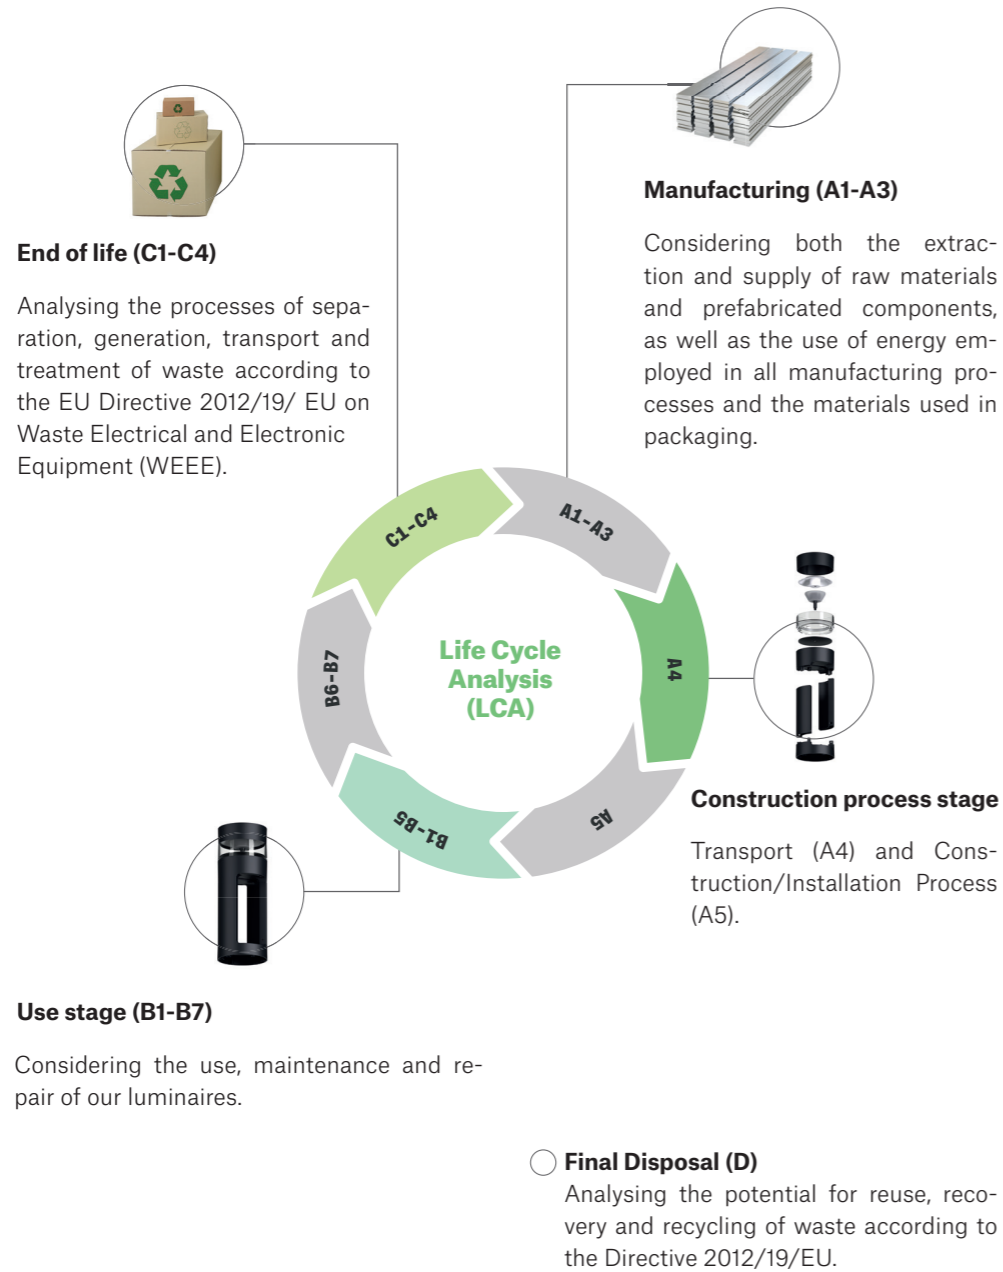 Manufacturing (A1-A3)
Considering both the extrac-
tion and supply of raw materials
and prefabricated components,
as well as the use of energy em-
ployed in all manufacturing pro-
cesses and the materials used in
packaging.
End of life (C1-C4)
Analysing the processes of sepa-
ration, generation, transport and
treatment of waste according to
the EU Directive 2012/19/ EU on
Waste Electrical and Electronic
Equipment (WEEE).
C1-C4
A1-A3
A4
A5
B1-B5
B6-B7
Life Cycle
Analysis
(LCA)
Construction process stage
Transport (A4) and Cons-
truction/Installation Process
(A5).
Use stage (B1-B7)
Considering the use, maintenance and re-
pair of our luminaires.
Final Disposal (D)
Analysing the potential for reuse, reco-
very and recycling of waste according to
the Directive 2012/19/EU.